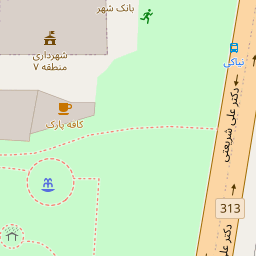 بانک شهر
شهرداری
منطقه ۷
نیاکی
کافه پارک
دکتر علی شریعتی
313
دکتر علی